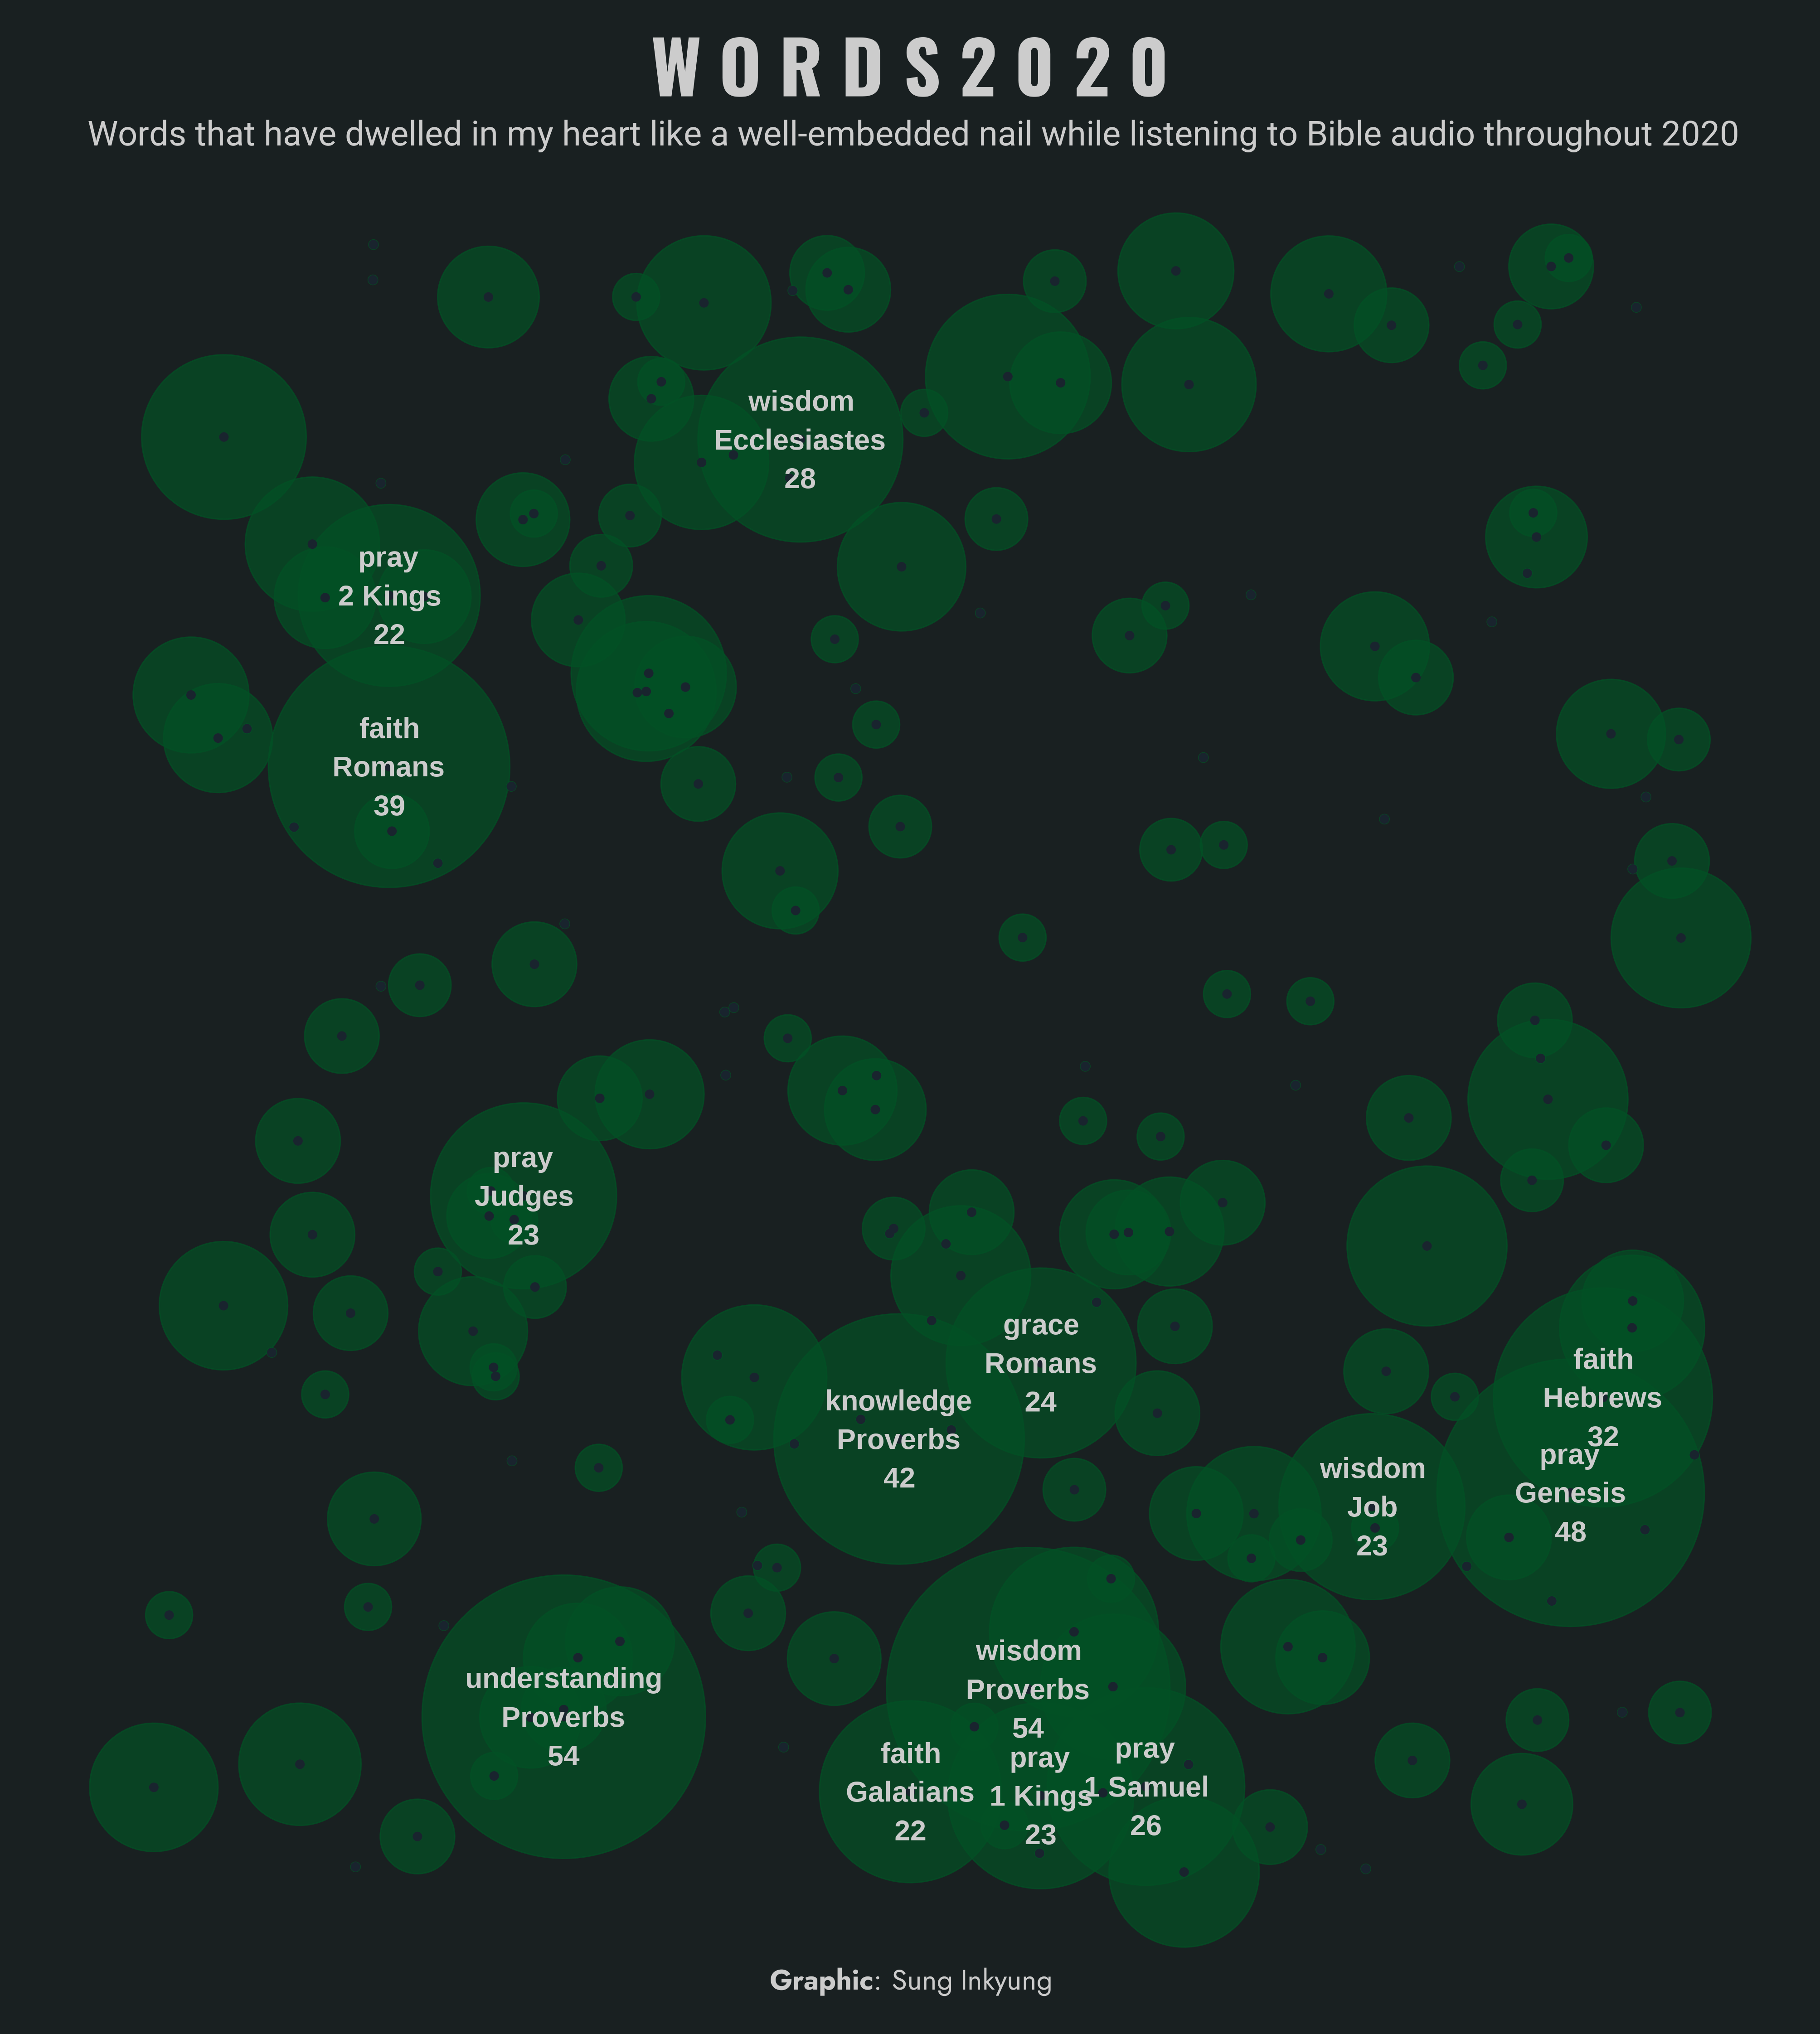 WORDS2020
Words that have dwelled in my heart like a well-embedded nail while listening to Bible audio throughout 2020
wisdom
Ecclesiastes
28
pray
2 Kings
22
faith
Romans
39
pray
Judges
23
grace
Romans
24
knowledge
Proverbs
42
faith
Hebrews
32
pray
Genesis
48
wisdom
Job
23
understanding
Proverbs
54
wisdom
Proverbs
54
faith
Galatians
22
pray
1 Kings
23
pray
1 Samuel
26
Graphic: Sung Inkyung